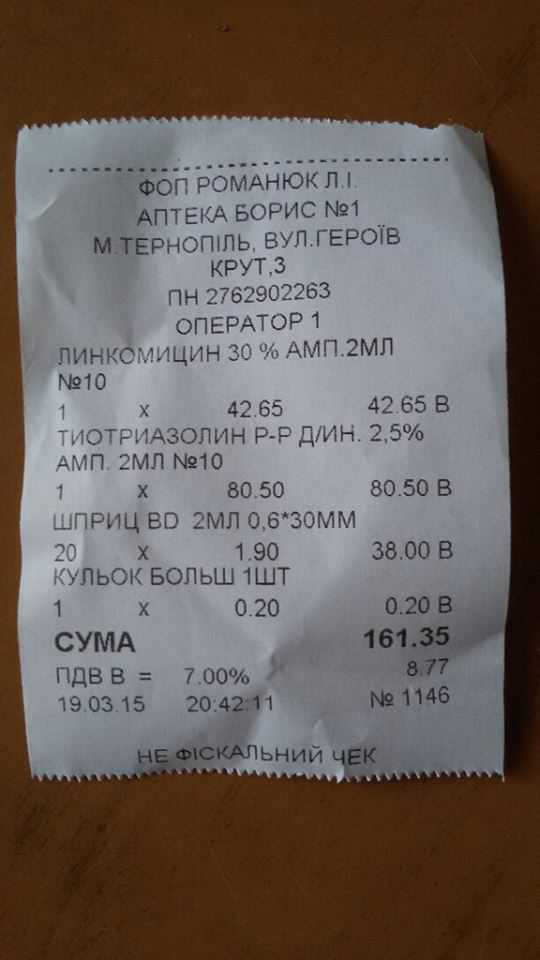 ФОП РОМАНЮК Л.І.
АПТЕКА БОРИС №1
М.ТЕРНОПІЛЬ, ВУЛ.ГЕРОЇВ
КРУТ,3
ПН 2762902263
ОПЕРАТОР 1
ЛИНКОМИЦИН 30 % АМП.2МЛ
№10
1 X 42.65 42.65 В
ТИОТРИАЗОЛИН Р-Р Д/ИН. 2,5%
АМП. 2МЛ №10
1 X 80.50 80.50 В
ШПРИЦ BD 2МЛ 0,6*30ММ
20 X 1.90 38.00 В
КУЛЬОК БОЛЬШ 1ШТ
1 X 0.20 0.20 В
СУМА 161.35
ПДВ В = 7.00% 8.77
19.03.15 20:42:11 № 1146
НЕ ФІСКАЛЬНИЙ ЧЕК